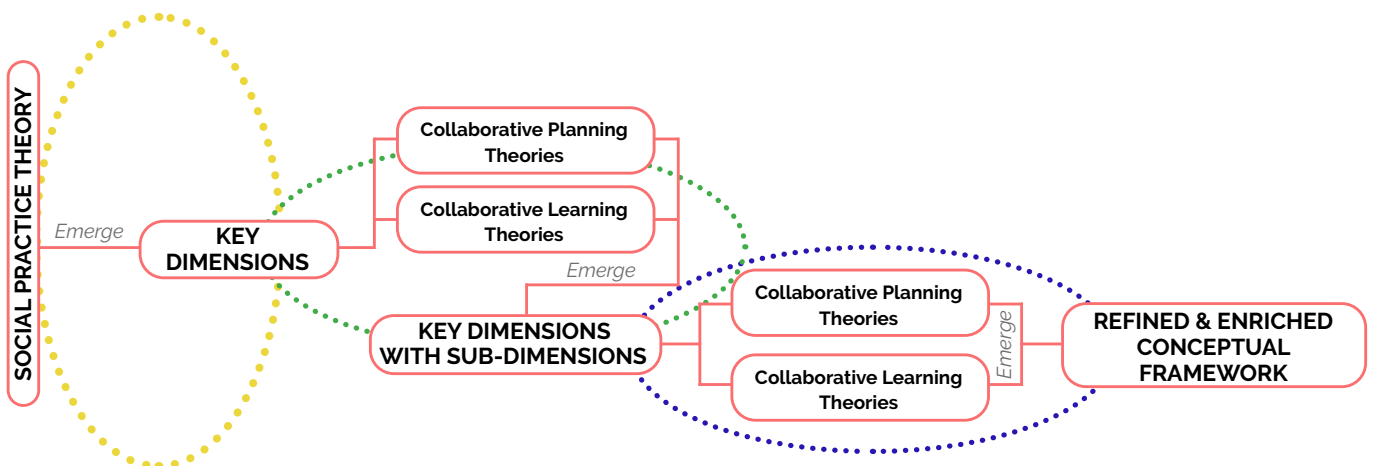 SOCIAL PRACTICE THEORY
Emerge
KEY
DIMENSIONS
Collaborative Planning
Theories
Collaborative Learning
Theories
Emerge
KEY DIMENSIONS
WITH SUB-DIMENSIONS
Collaborative Planning
Theories
Collaborative Learning
Theories
Emerge
REFINED & ENRICHED
CONCEPTUAL
FRAMEWORK